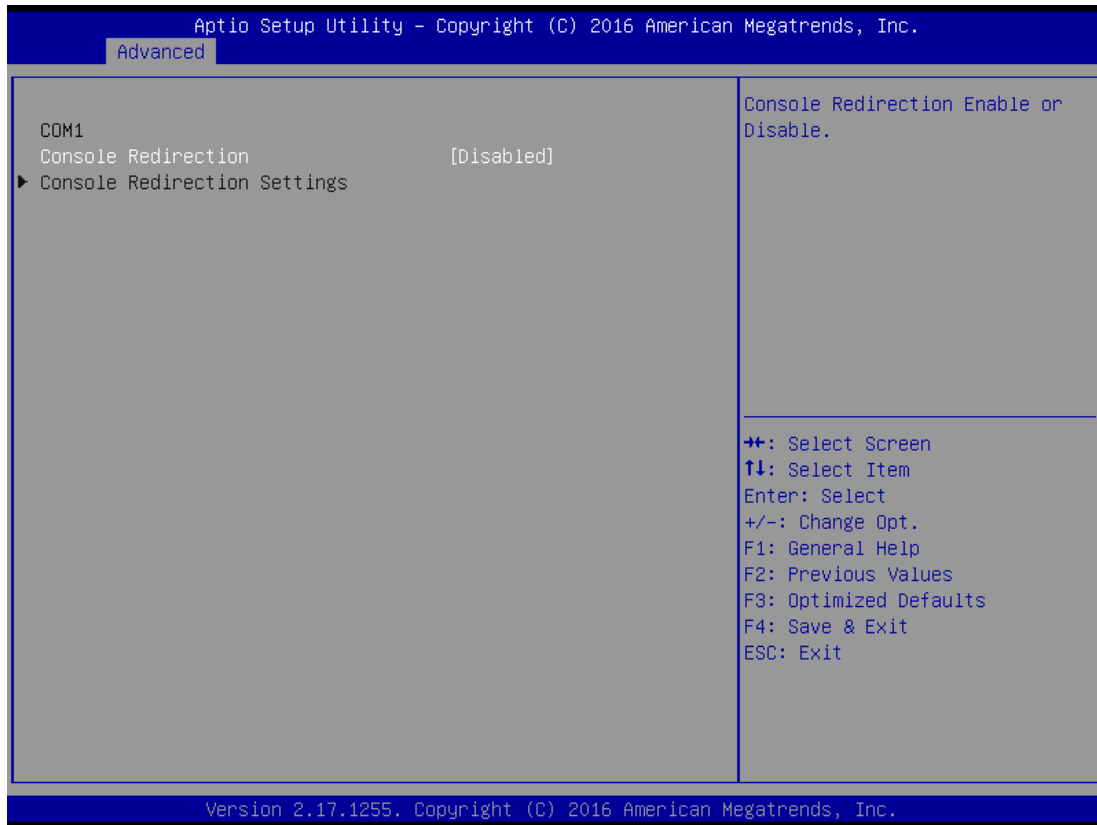 Aptio Setup Utility – Copyright (C) 2016 American Megatrends, Inc.
Advanced
COM1
Console Redirection [Disabled]
▶ Console Redirection Settings
Console Redirection Enable or
Disable.
→←: Select Screen
↑↓: Select Item
Enter: Select
+/-: Change Opt.
F1: General Help
F2: Previous Values
F3: Optimized Defaults
F4: Save & Exit
ESC: Exit
Version 2.17.1255. Copyright (C) 2016 American Megatrends, Inc.